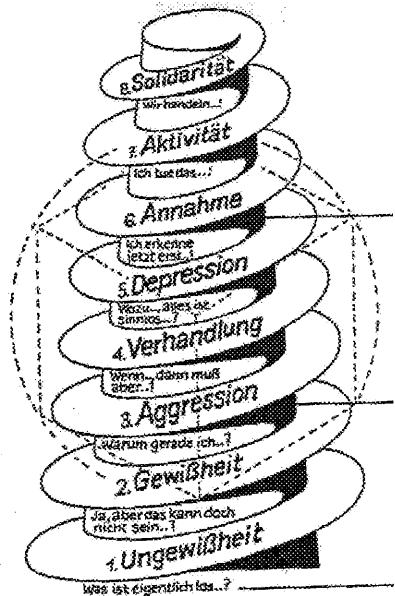 8. Solidarität
Wir handeln...!
7. Aktivität
Ich tue das...!
6. Annahme
Ich erkenne
jetzt erst...!
5. Depression
Wozu..., alles ist
sinnlos...?
4. Verhandlung
Wenn..., dann muß
aber...?
3. Aggression
Warum gerade ich...?
2. Gewißheit
Ja, aber das kann doch
nicht sein...?
1. Ungewißheit
Was ist eigentlich los...?